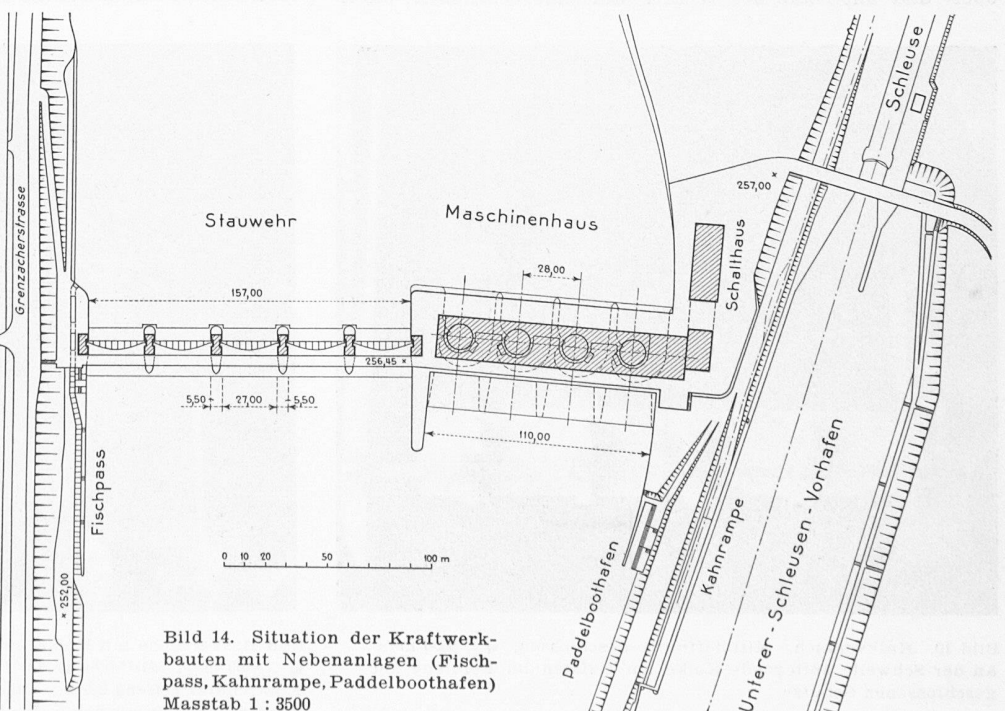 Grenzacherstrasse
Stauwehr
Maschinenhaus
Schalthaus
Schleuse
257,00
28,00
157,00
256,45
5,50
27,00
5,50
110,00
Fischpass
252,00
0 10 20 50 100 m
Paddelboothafen
Kahnrampe
Unterer Schleusen-Vorhafen
Bild 14. Situation der Kraftwerk-
bauten mit Nebenanlagen (Fisch-
pass, Kahnrampe, Paddelboothafen)
Masstab 1 : 3500